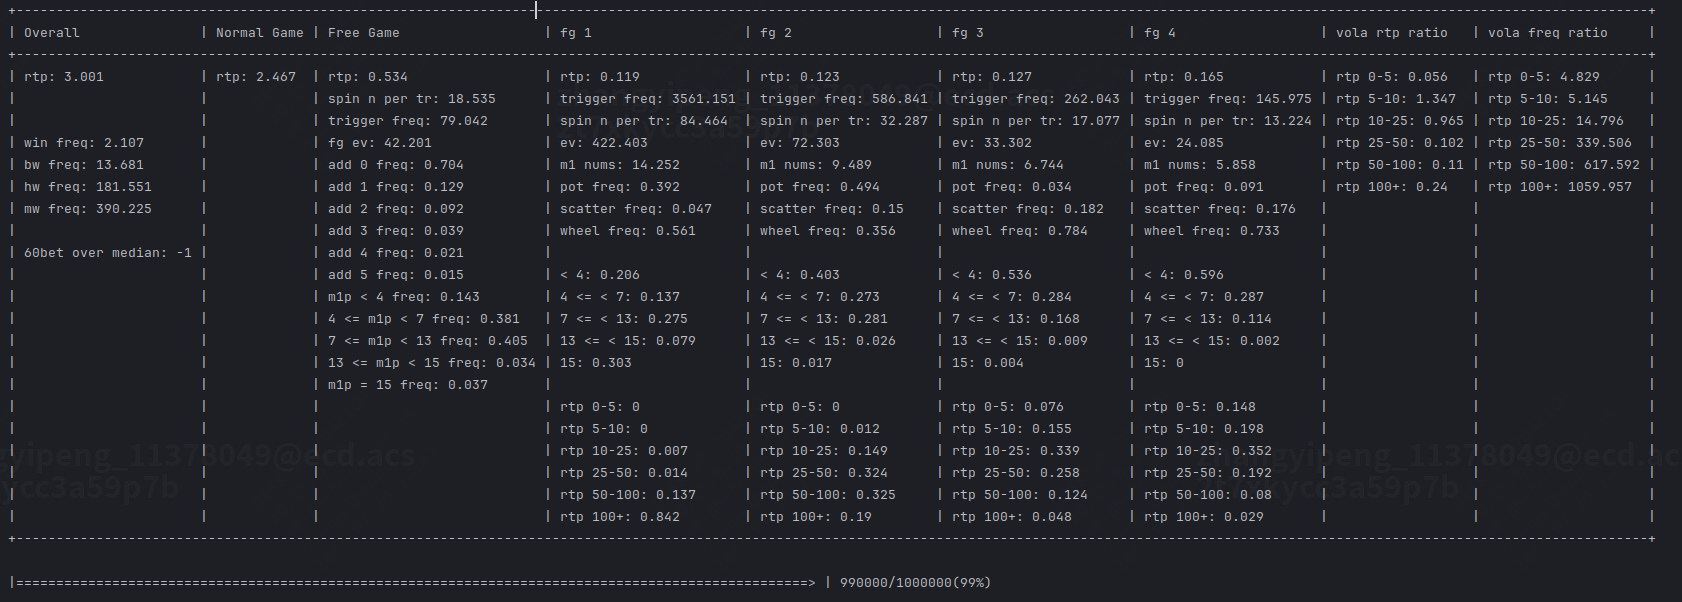 +----------------------------------------------------------------+
| Overall | Normal Game | Free Game | fg 1 | fg 2 | fg 3 | fg 4 | vola rtp ratio | vola freq ratio |
+----------------------------------------------------------------+
| rtp: 3.001 | rtp: 2.467 | rtp: 0.534 | rtp: 0.119 | rtp: 0.123 | rtp: 0.127 | rtp: 0.165 | rtp 0-5: 0.056 | rtp 0-5: 4.829 |
| | | spin n per tr: 18.535 | trigger freq: 3561.151 | trigger freq: 586.841 | trigger freq: 262.043 | trigger freq: 145.975 | rtp 5-10: 1.347 | rtp 5-10: 5.145 |
| | | trigger freq: 79.042 | spin n per tr: 84.464 | spin n per tr: 32.287 | spin n per tr: 17.077 | spin n per tr: 13.224 | rtp 10-25: 0.965 | rtp 10-25: 14.796 |
| win freq: 2.107 | | fg ev: 42.201 | ev: 422.403 | ev: 72.303 | ev: 33.302 | ev: 24.085 | rtp 25-50: 0.102 | rtp 25-50: 339.506 |
| bw freq: 13.681 | | add 0 freq: 0.704 | m1 nums: 14.252 | m1 nums: 9.489 | m1 nums: 6.744 | m1 nums: 5.858 | rtp 50-100: 0.11 | rtp 50-100: 617.592 |
| hw freq: 181.551 | | add 1 freq: 0.129 | pot freq: 0.392 | pot freq: 0.494 | pot freq: 0.034 | pot freq: 0.091 | rtp 100+: 0.24 | rtp 100+: 1059.957 |
| mw freq: 390.225 | | add 2 freq: 0.092 | scatter freq: 0.047 | scatter freq: 0.15 | scatter freq: 0.182 | scatter freq: 0.176 | | |
| | | add 3 freq: 0.039 | wheel freq: 0.561 | wheel freq: 0.356 | wheel freq: 0.784 | wheel freq: 0.733 | | |
| 60bet over median: -1 | | add 4 freq: 0.021 | | | | | | |
| | | add 5 freq: 0.015 | < 4: 0.206 | < 4: 0.403 | < 4: 0.536 | < 4: 0.596 | | |
| | | m1p < 4 freq: 0.143 | 4 <= < 7: 0.137 | 4 <= < 7: 0.273 | 4 <= < 7: 0.284 | 4 <= < 7: 0.287 | | |
| | | 4 <= m1p < 7 freq: 0.381 | 7 <= < 13: 0.275 | 7 <= < 13: 0.281 | 7 <= < 13: 0.168 | 7 <= < 13: 0.114 | | |
| | | 7 <= m1p < 13 freq: 0.405 | 13 <= < 15: 0.079 | 13 <= < 15: 0.026 | 13 <= < 15: 0.009 | 13 <= < 15: 0.002 | | |
| | | 13 <= m1p < 15 freq: 0.034 | 15: 0.303 | 15: 0.017 | 15: 0.004 | 15: 0 | | |
| | | m1p = 15 freq: 0.037 | | | | | | |
| | | | rtp 0-5: 0 | rtp 0-5: 0 | rtp 0-5: 0.076 | rtp 0-5: 0.148 | | |
| | | | rtp 5-10: 0 | rtp 5-10: 0.012 | rtp 5-10: 0.155 | rtp 5-10: 0.198 | | |
| | | | rtp 10-25: 0.007 | rtp 10-25: 0.149 | rtp 10-25: 0.339 | rtp 10-25: 0.352 | | |
| | | | rtp 25-50: 0.014 | rtp 25-50: 0.324 | rtp 25-50: 0.258 | rtp 25-50: 0.192 | | |
| | | | rtp 50-100: 0.137 | rtp 50-100: 0.325 | rtp 50-100: 0.124 | rtp 50-100: 0.08 | | |
| | | | rtp 100+: 0.842 | rtp 100+: 0.19 | rtp 100+: 0.048 | rtp 100+: 0.029 | | |
+----------------------------------------------------------------+
|==================================================> | 990000/1000000(99%)